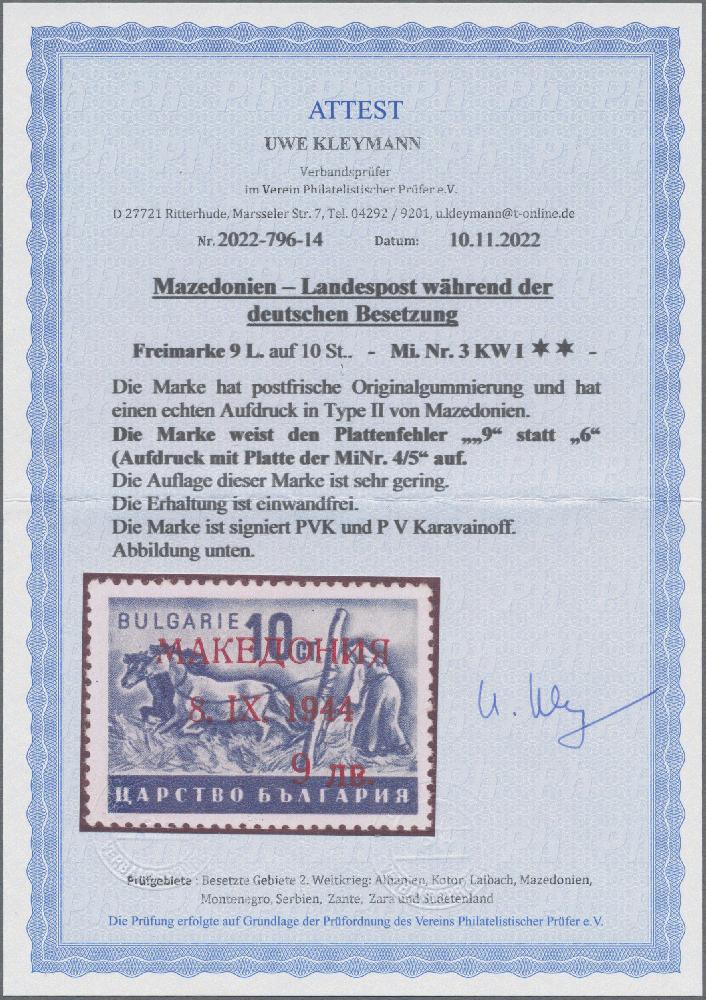 ATTEST
UWE KLEYMANN
Verbandsprüfer
im Verein Philatelistischer Prüfer e.V.
D 27721 Ritterhude, Marsseler Str. 7, Tel. 04292 / 9201, u.kleymann@t-online.de
Nr. 2022-796-14 Datum: 10.11.2022
Mazedonien – Landespost während der
deutschen Besetzung
Freimarke 9 L. auf 10 St.. - Mi. Nr. 3 KW I ✶✶ -
Die Marke hat postfrische Originalgummierung und hat
einen echten Aufdruck in Type II von Mazedonien.
Die Marke weist den Plattenfehler „„9“ statt „6“
(Aufdruck mit Platte der MiNr. 4/5“ auf.
Die Auflage dieser Marke ist sehr gering.
Die Erhaltung ist einwandfrei.
Die Marke ist signiert PVK und P V Karavainoff.
Abbildung unten.
BULGARIE 10
МАКЕДОНИЯ
8. IX. 1944
9 лв.
ЦАРСТВО БЪЛГАРИЯ
Prüfgebiete : Besetzte Gebiete 2. Weltkrieg: Albanien, Kotor, Laibach, Mazedonien,
Montenegro, Serbien, Zante, Zara und Sudetenland
Die Prüfung erfolgte auf Grundlage der Prüfordnung des Vereins Philatelistischer Prüfer e.V.